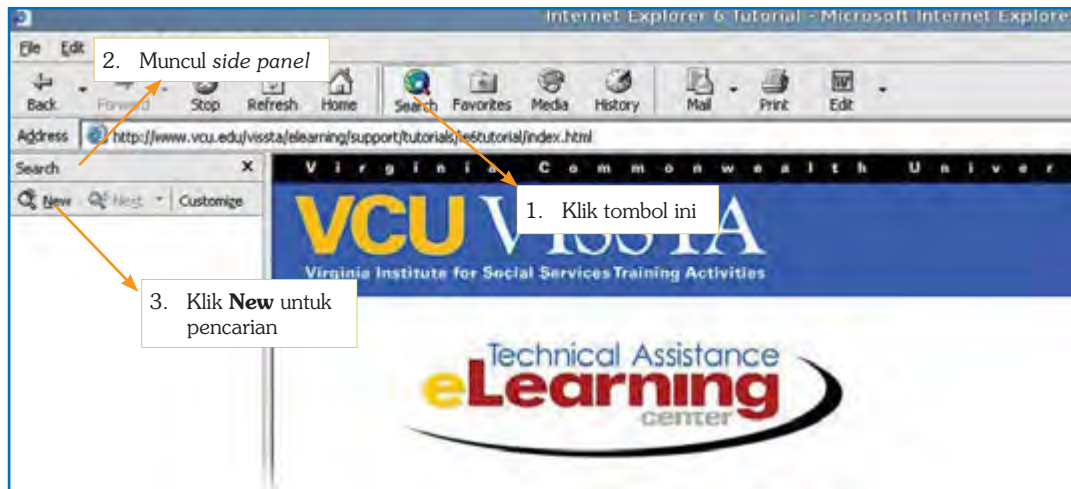 Internet Explorer 6 Tutorial - Microsoft Internet Explore
File Edit
2. Muncul side panel
Back Forward Stop Refresh Home Search Favorites Media History Mail Print Edit
Address http://www.vcu.edu/vissta/elearning/support/tutorials/ie6tutorial/index.html
Search x
New Next Customize
Virginia Commonwealth Univer
1. Klik tombol ini
VCU VISSTA
Virginia Institute for Social Services Training Activities
3. Klik New untuk
pencarian
Technical Assistance
eLearning
center